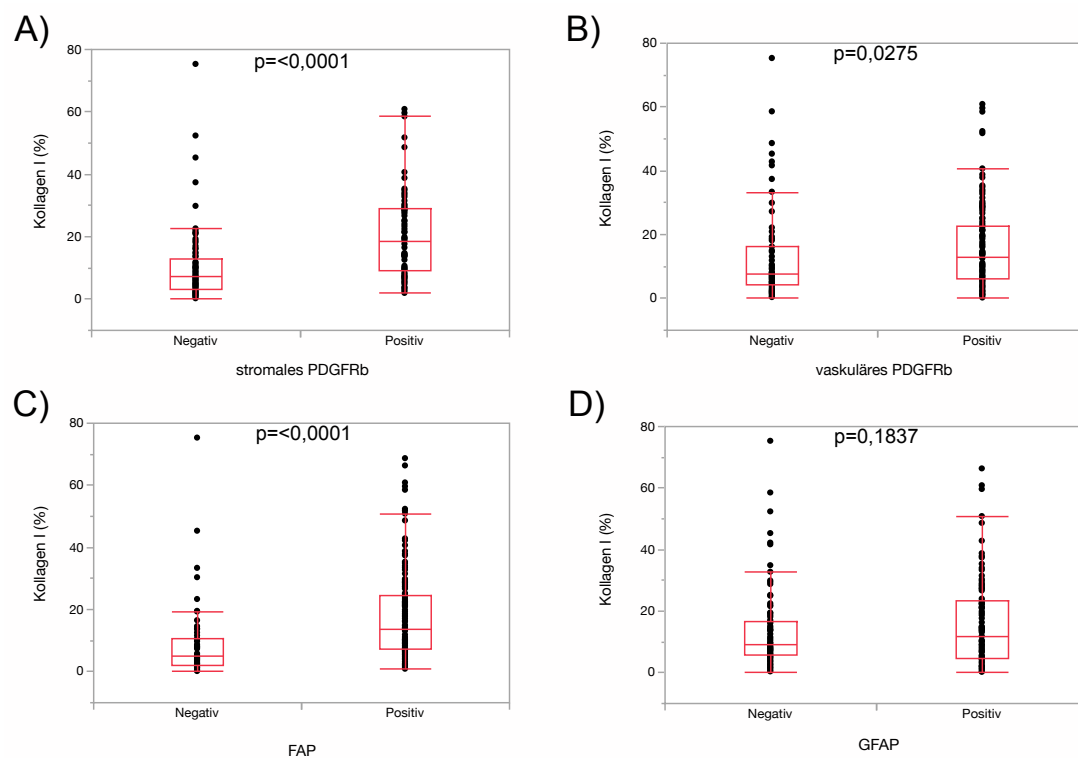 A)
p=<0,0001
80
60
40
20
0
Kollagen I (%)
Negativ
Positiv
stromales PDGFRb
B)
p=0,0275
80
60
40
20
0
Kollagen I (%)
Negativ
Positiv
vaskuläres PDGFRb
C)
p=<0,0001
80
60
40
20
0
Kollagen I (%)
Negativ
Positiv
FAP
D)
p=0,1837
80
60
40
20
0
Kollagen I (%)
Negativ
Positiv
GFAP